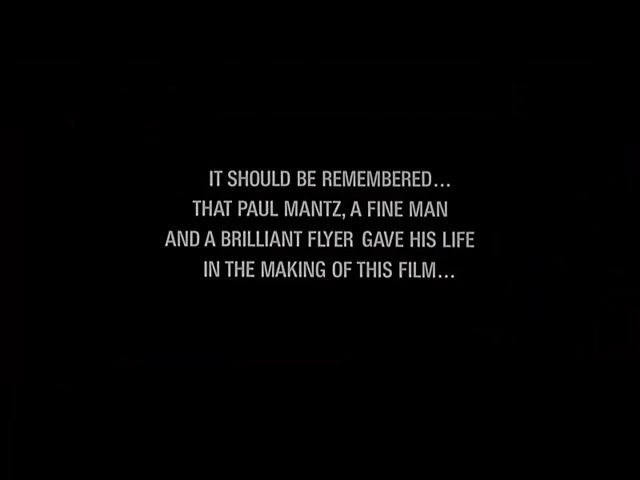 IT SHOULD BE REMEMBERED...
THAT PAUL MANTZ, A FINE MAN
AND A BRILLIANT FLYER GAVE HIS LIFE
IN THE MAKING OF THIS FILM...